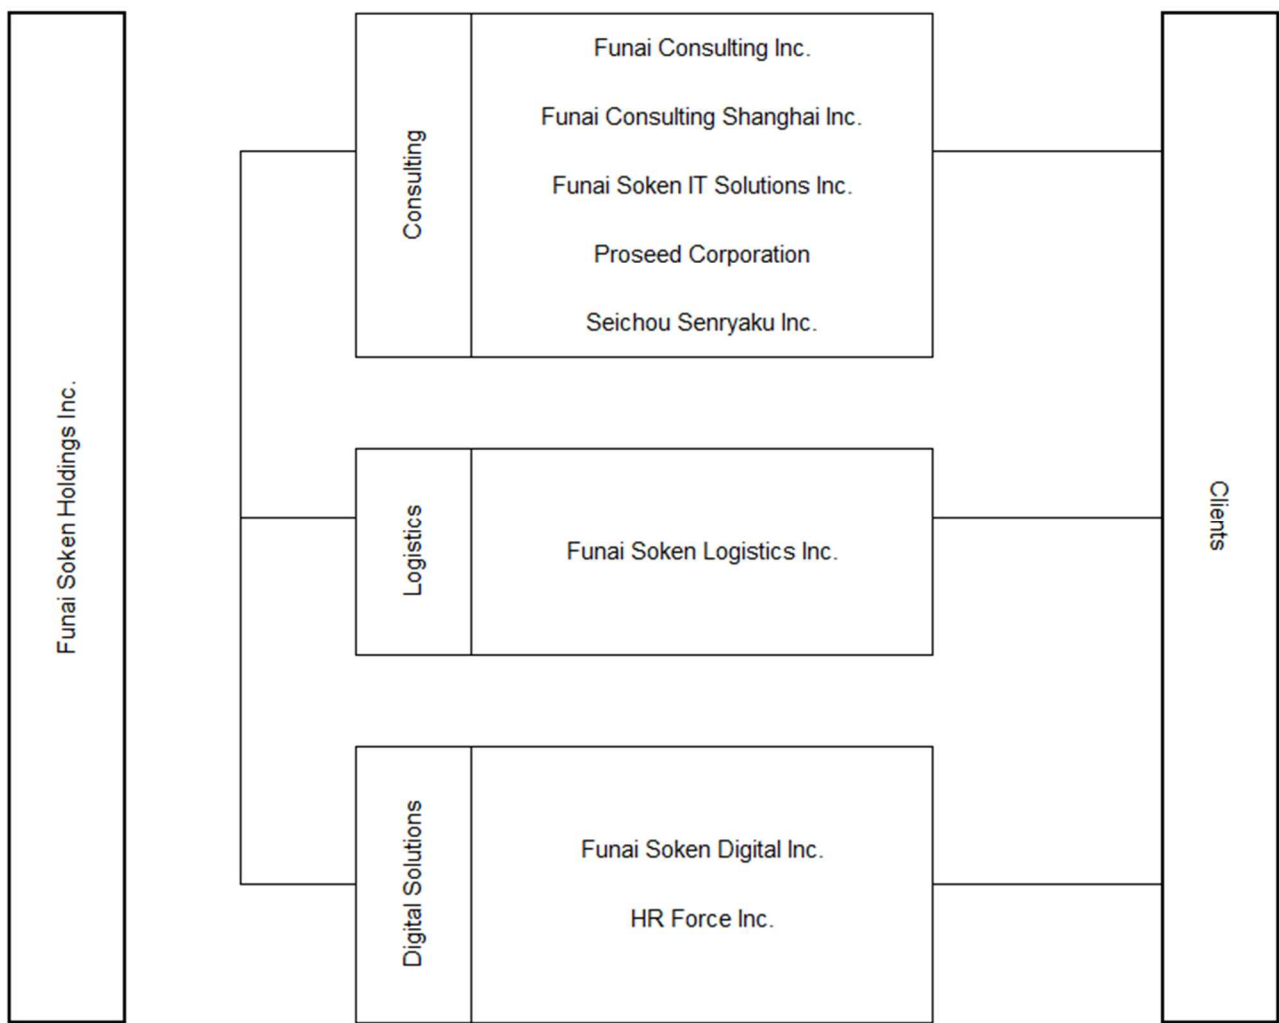 Funai Soken Holdings Inc.
Consulting
Funai Consulting Inc.
Funai Consulting Shanghai Inc.
Funai Soken IT Solutions Inc.
Proseed Corporation
Seichou Senryaku Inc.
Logistics
Funai Soken Logistics Inc.
Digital Solutions
Funai Soken Digital Inc.
HR Force Inc.
Clients